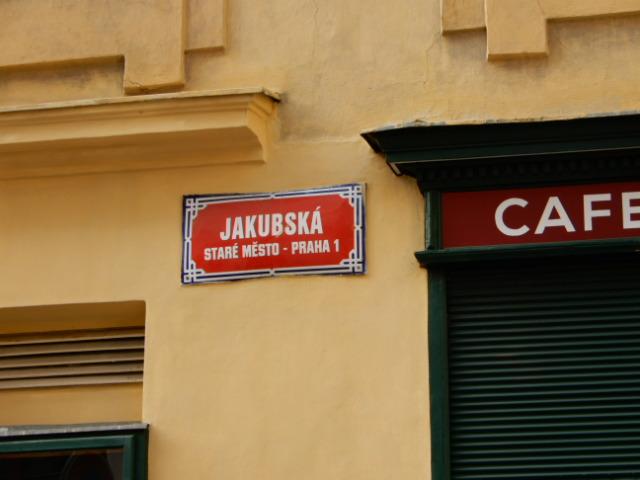 JAKUBSKÁ
STARÉ MĚSTO - PRAHA 1
CAFE